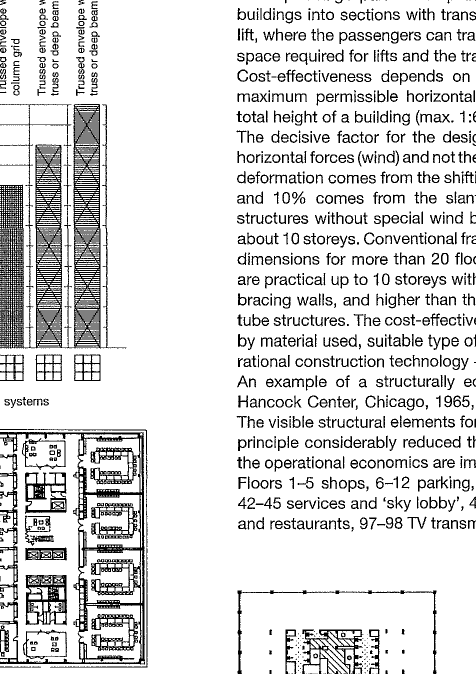 Trussed envelope w
column grid
Trussed envelope w
truss or deep beam
Trussed envelope w
truss or deep beam
systems
buildings into sections with trans
lift, where the passengers can tra
space required for lifts and the tra
Cost-effectiveness depends on
maximum permissible horizontal
total height of a building (max. 1:6
The decisive factor for the desig
horizontal forces (wind) and not the
deformation comes from the shifti
and 10% comes from the slan
structures without special wind b
about 10 storeys. Conventional fra
dimensions for more than 20 floo
are practical up to 10 storeys with
bracing walls, and higher than th
tube structures. The cost-effective
by material used, suitable type of
rational construction technology -
An example of a structurally ec
Hancock Center, Chicago, 1965,
The visible structural elements for
principle considerably reduced th
the operational economics are im
Floors 1–5 shops, 6–12 parking,
42–45 services and ‘sky lobby’, 4
and restaurants, 97–98 TV transm